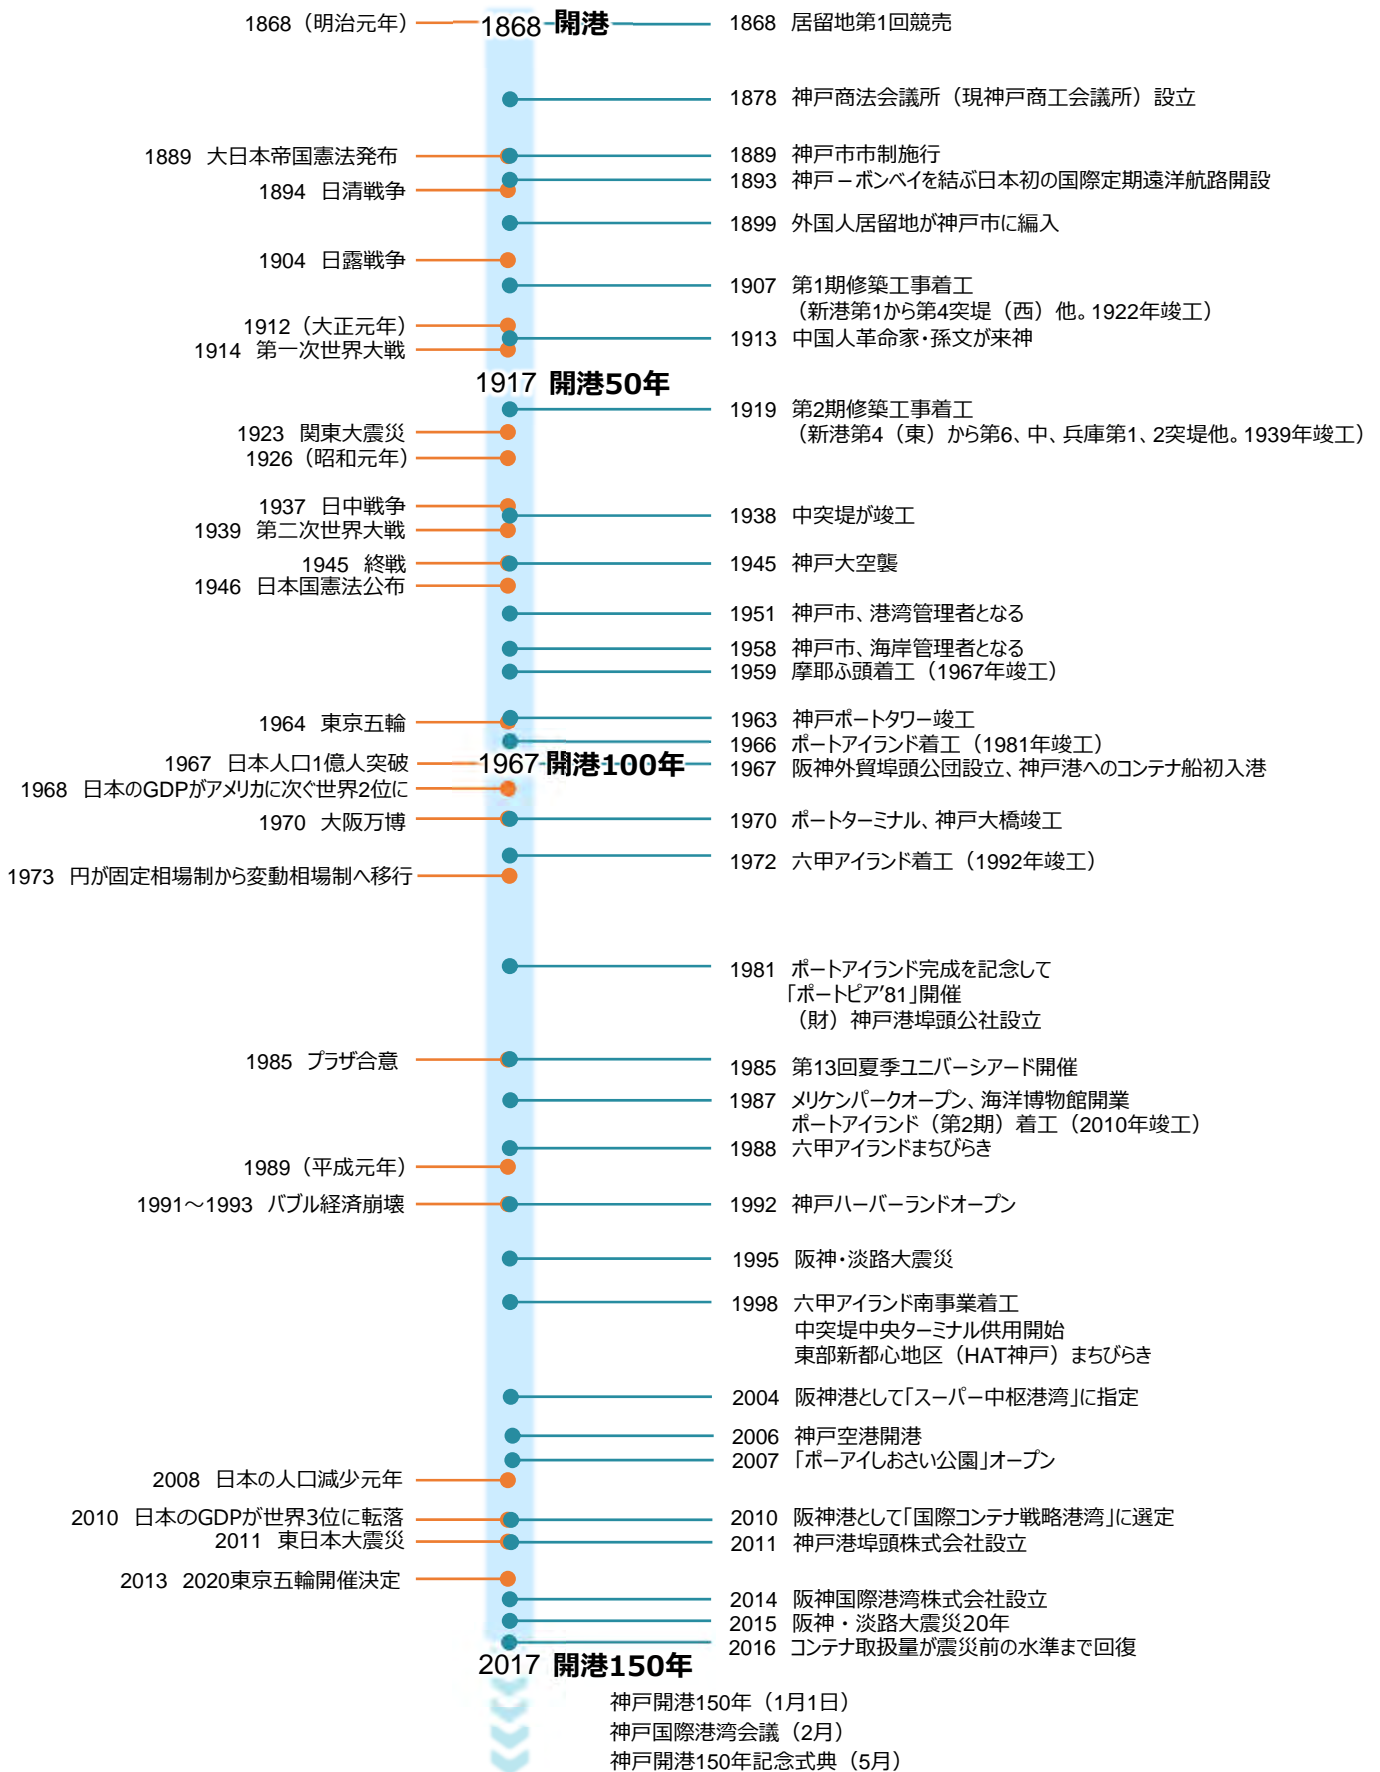 1868（明治元年）
1868 開港
1868 居留地第1回競売
1878 神戸商法会議所（現神戸商工会議所）設立
1889 大日本帝国憲法発布
1889 神戸市市制施行
1893 神戸－ボンベイを結ぶ日本初の国際定期遠洋航路開設
1894 日清戦争
1899 外国人居留地が神戸市に編入
1904 日露戦争
1907 第1期修築工事着工
（新港第1から第4突堤（西）他。1922年竣工）
1912（大正元年）
1913 中国人革命家・孫文が来神
1914 第一次世界大戦
1917 開港50年
1919 第2期修築工事着工
（新港第4（東）から第6、中、兵庫第1、2突堤他。1939年竣工）
1923 関東大震災
1926（昭和元年）
1937 日中戦争
1938 中突堤が竣工
1939 第二次世界大戦
1945 終戦
1945 神戸大空襲
1946 日本国憲法公布
1951 神戸市、港湾管理者となる
1958 神戸市、海岸管理者となる
1959 摩耶ふ頭着工（1967年竣工）
1964 東京五輪
1963 神戸ポートタワー竣工
1966 ポートアイランド着工（1981年竣工）
1967 日本人口1億人突破
1967 開港100年
1967 阪神外貿埠頭公団設立、神戸港へのコンテナ船初入港
1968 日本のGDPがアメリカに次ぐ世界2位に
1970 大阪万博
1970 ポートターミナル、神戸大橋竣工
1972 六甲アイランド着工（1992年竣工）
1973 円が固定相場制から変動相場制へ移行
1981 ポートアイランド完成を記念して
「ポートピア’81」開催
（財）神戸港埠頭公社設立
1985 プラザ合意
1985 第13回夏季ユニバーシアード開催
1987 メリケンパークオープン、海洋博物館開業
ポートアイランド（第2期）着工（2010年竣工）
1988 六甲アイランドまちびらき
1989（平成元年）
1991～1993 バブル経済崩壊
1992 神戸ハーバーランドオープン
1995 阪神・淡路大震災
1998 六甲アイランド南事業着工
中突堤中央ターミナル供用開始
東部新都心地区（HAT神戸）まちびらき
2004 阪神港として「スーパー中枢港湾」に指定
2006 神戸空港開港
2007 「ポーアイしおさい公園」オープン
2008 日本の人口減少元年
2010 日本のGDPが世界3位に転落
2010 阪神港として「国際コンテナ戦略港湾」に選定
2011 東日本大震災
2011 神戸港埠頭株式会社設立
2013 2020東京五輪開催決定
2014 阪神国際港湾株式会社設立
2015 阪神・淡路大震災20年
2016 コンテナ取扱量が震災前の水準まで回復
2017 開港150年
神戸開港150年（1月1日）
神戸国際港湾会議（2月）
神戸開港150年記念式典（5月）